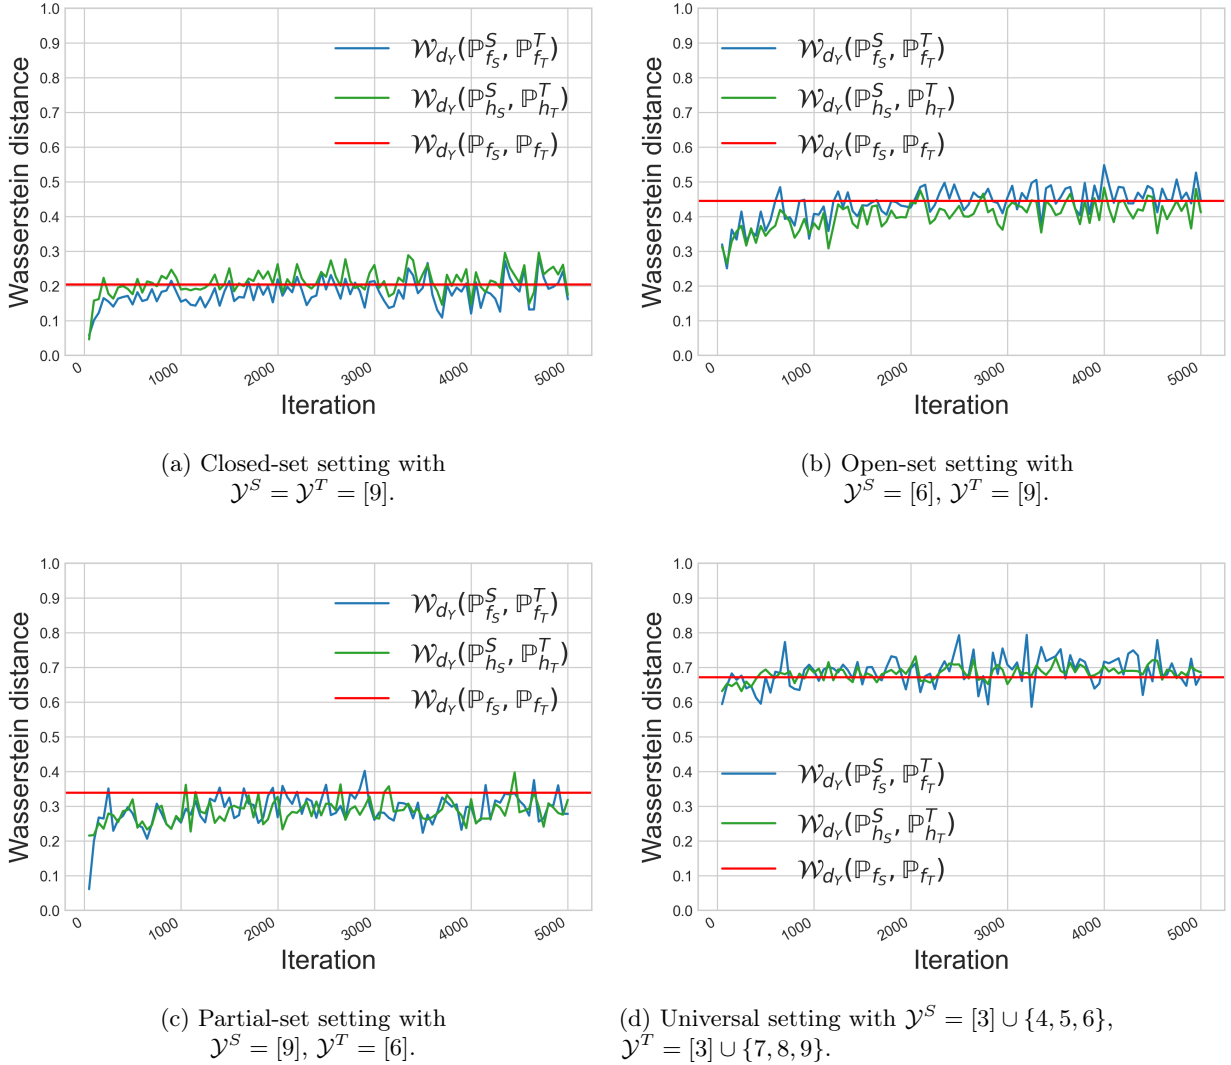 1.0
0.9
0.8
0.7
0.6
0.5
0.4
0.3
0.2
0.1
0.0
Wasserstein distance
𝒲_{d_Y}(ℙ^S_{f_S}, ℙ^T_{f_T})
𝒲_{d_Y}(ℙ^S_{h_S}, ℙ^T_{h_T})
𝒲_{d_Y}(ℙ_{f_S}, ℙ_{f_T})
0 1000 2000 3000 4000 5000
Iteration
(a) Closed-set setting with
𝒴^S = 𝒴^T = [9].
1.0
0.9
0.8
0.7
0.6
0.5
0.4
0.3
0.2
0.1
0.0
Wasserstein distance
𝒲_{d_Y}(ℙ^S_{f_S}, ℙ^T_{f_T})
𝒲_{d_Y}(ℙ^S_{h_S}, ℙ^T_{h_T})
𝒲_{d_Y}(ℙ_{f_S}, ℙ_{f_T})
0 1000 2000 3000 4000 5000
Iteration
(b) Open-set setting with
𝒴^S = [6], 𝒴^T = [9].
1.0
0.9
0.8
0.7
0.6
0.5
0.4
0.3
0.2
0.1
0.0
Wasserstein distance
𝒲_{d_Y}(ℙ^S_{f_S}, ℙ^T_{f_T})
𝒲_{d_Y}(ℙ^S_{h_S}, ℙ^T_{h_T})
𝒲_{d_Y}(ℙ_{f_S}, ℙ_{f_T})
0 1000 2000 3000 4000 5000
Iteration
(c) Partial-set setting with
𝒴^S = [9], 𝒴^T = [6].
1.0
0.9
0.8
0.7
0.6
0.5
0.4
0.3
0.2
0.1
0.0
Wasserstein distance
𝒲_{d_Y}(ℙ^S_{f_S}, ℙ^T_{f_T})
𝒲_{d_Y}(ℙ^S_{h_S}, ℙ^T_{h_T})
𝒲_{d_Y}(ℙ_{f_S}, ℙ_{f_T})
0 1000 2000 3000 4000 5000
Iteration
(d) Universal setting with 𝒴^S = [3] ∪ {4, 5, 6},
𝒴^T = [3] ∪ {7, 8, 9}.